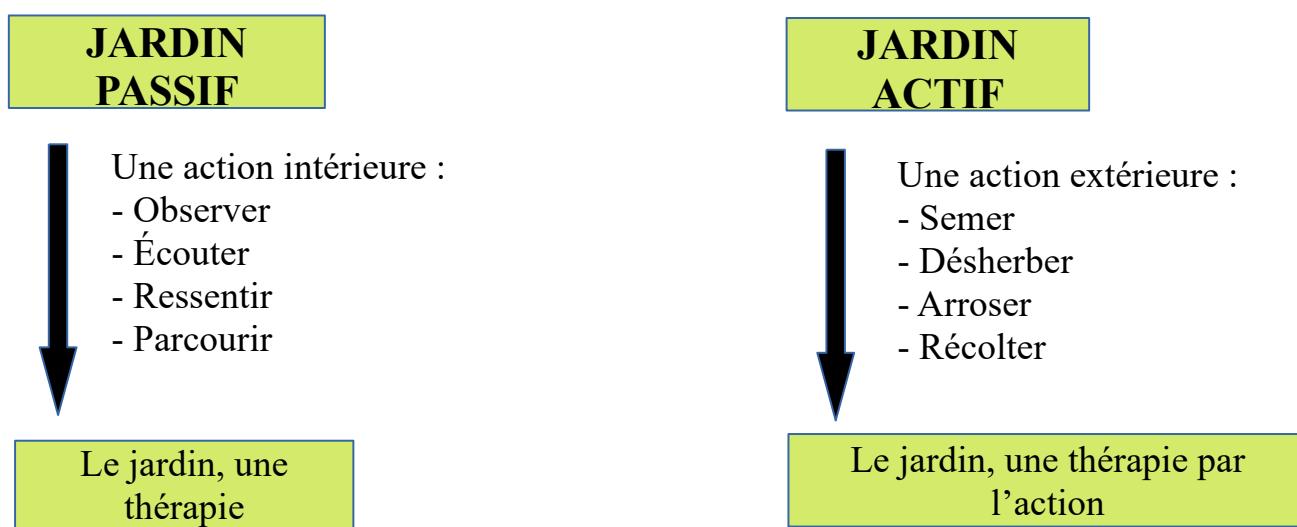 JARDIN
PASSIF
Une action intérieure :
- Observer
- Écouter
- Ressentir
- Parcourir
Le jardin, une
thérapie
JARDIN
ACTIF
Une action extérieure :
- Semer
- Désherber
- Arroser
- Récolter
Le jardin, une thérapie par
l’action